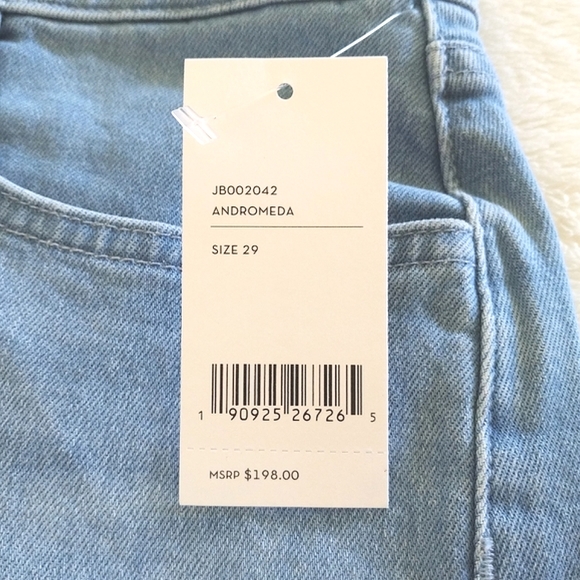 JB002042
ANDROMEDA
SIZE 29
1 90925 26726 5
MSRP $198.00